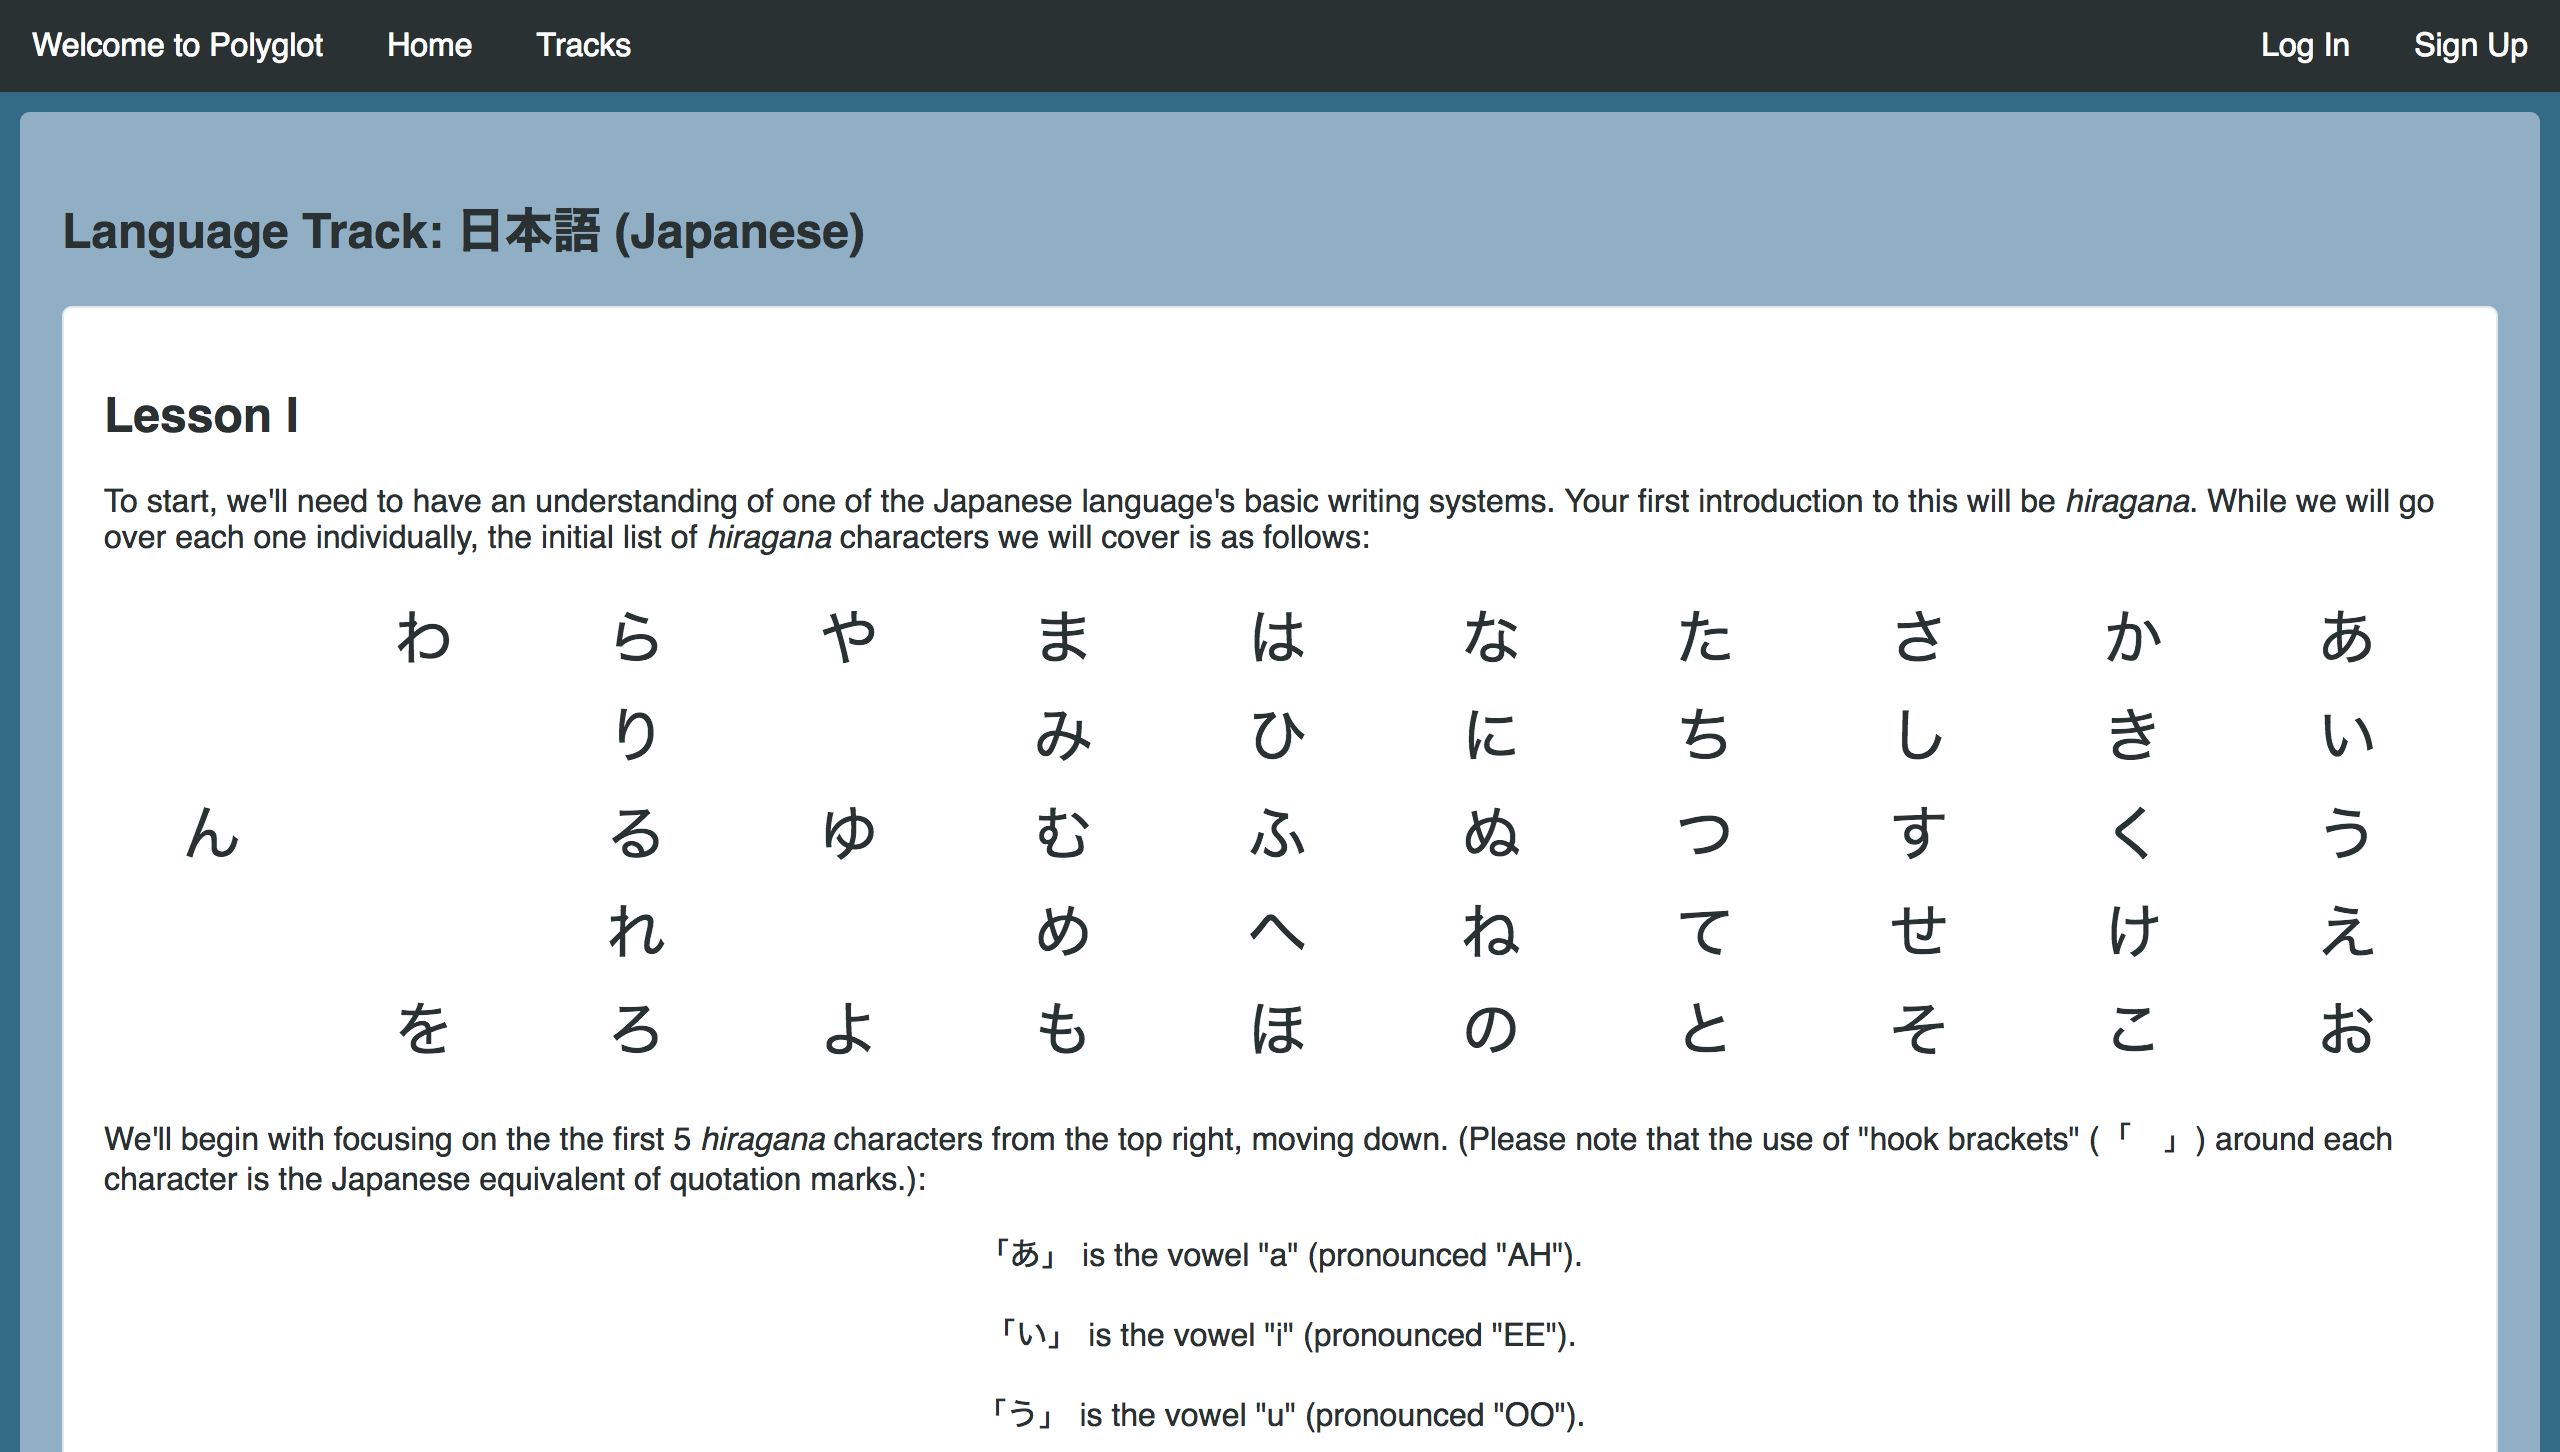 Welcome to Polyglot Home Tracks Log In Sign Up
Language Track: 日本語 (Japanese)
Lesson I
To start, we'll need to have an understanding of one of the Japanese language's basic writing systems. Your first introduction to this will be hiragana. While we will go
over each one individually, the initial list of hiragana characters we will cover is as follows:
わ ら や ま は な た さ か あ
り み ひ に ち し き い
ん る ゆ む ふ ぬ つ す く う
れ め へ ね て せ け え
を ろ よ も ほ の と そ こ お
We'll begin with focusing on the the first 5 hiragana characters from the top right, moving down. (Please note that the use of "hook brackets" (「　」) around each
character is the Japanese equivalent of quotation marks.):
「あ」 is the vowel "a" (pronounced "AH").
「い」 is the vowel "i" (pronounced "EE").
「う」 is the vowel "u" (pronounced "OO").